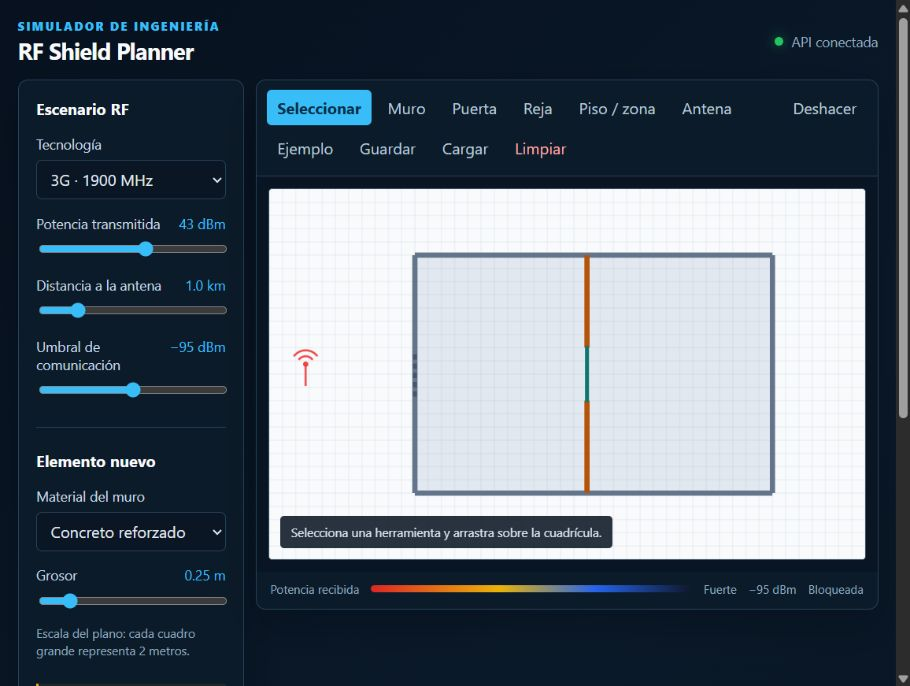 SIMULADOR DE INGENIERÍA
RF Shield Planner
API conectada
Escenario RF
Tecnología
3G · 1900 MHz
Potencia transmitida 43 dBm
Distancia a la antena 1.0 km
Umbral de −95 dBm
comunicación
Elemento nuevo
Material del muro
Concreto reforzado
Grosor 0.25 m
Escala del plano: cada cuadro
grande representa 2 metros.
Seleccionar Muro Puerta Reja Piso / zona Antena Deshacer
Ejemplo Guardar Cargar Limpiar
Selecciona una herramienta y arrastra sobre la cuadrícula.
Potencia recibida Fuerte −95 dBm Bloqueada